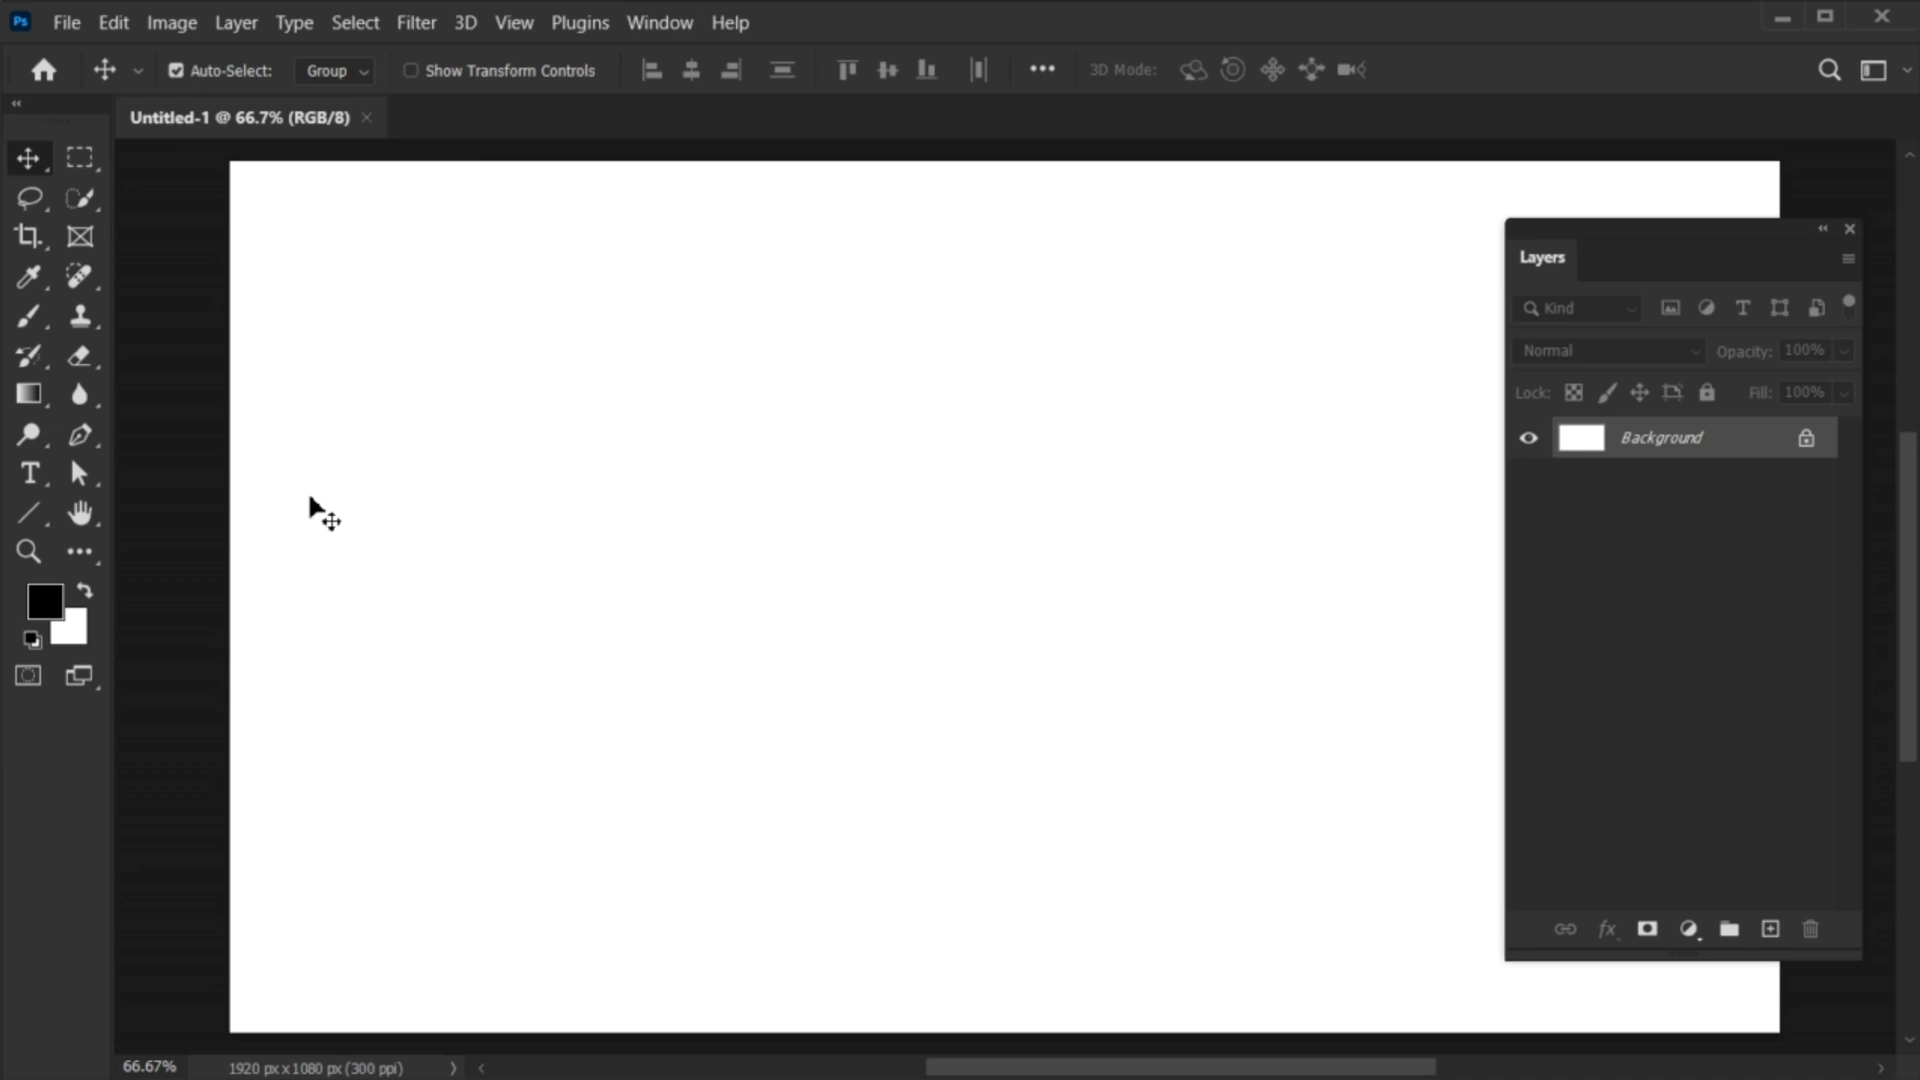 Ps File Edit Image Layer Type Select Filter 3D View Plugins Window Help
Auto-Select: Group Show Transform Controls 3D Mode:
Untitled-1 @ 66.7% (RGB/8)
Layers
Kind
Normal Opacity: 100%
Lock: Fill: 100%
Background
fx
66.67% 1920 px x 1080 px (300 ppi)